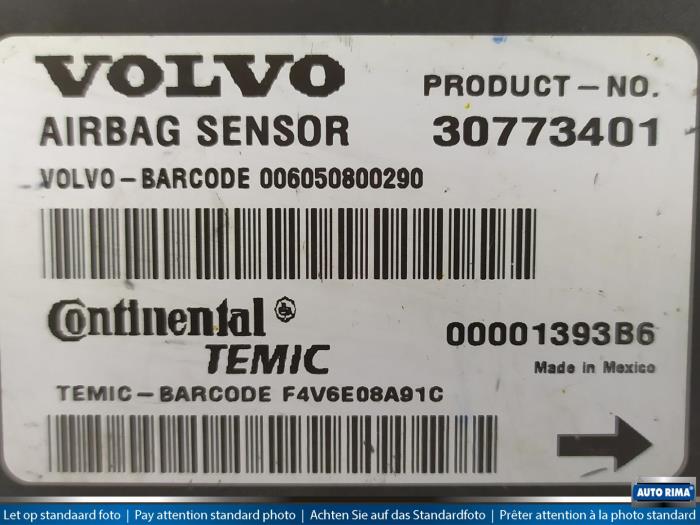 VOLVO
PRODUCT-NO.
AIRBAG SENSOR 30773401
VOLVO-BARCODE 006050800290
Continental
TEMIC
00001393B6
Made in Mexico
TEMIC-BARCODE F4V6E08A91C
Let op standaard foto | Pay attention standard photo | Achten Sie auf das Standardfoto | Prêter attention à la photo standard
AUTO RIMA